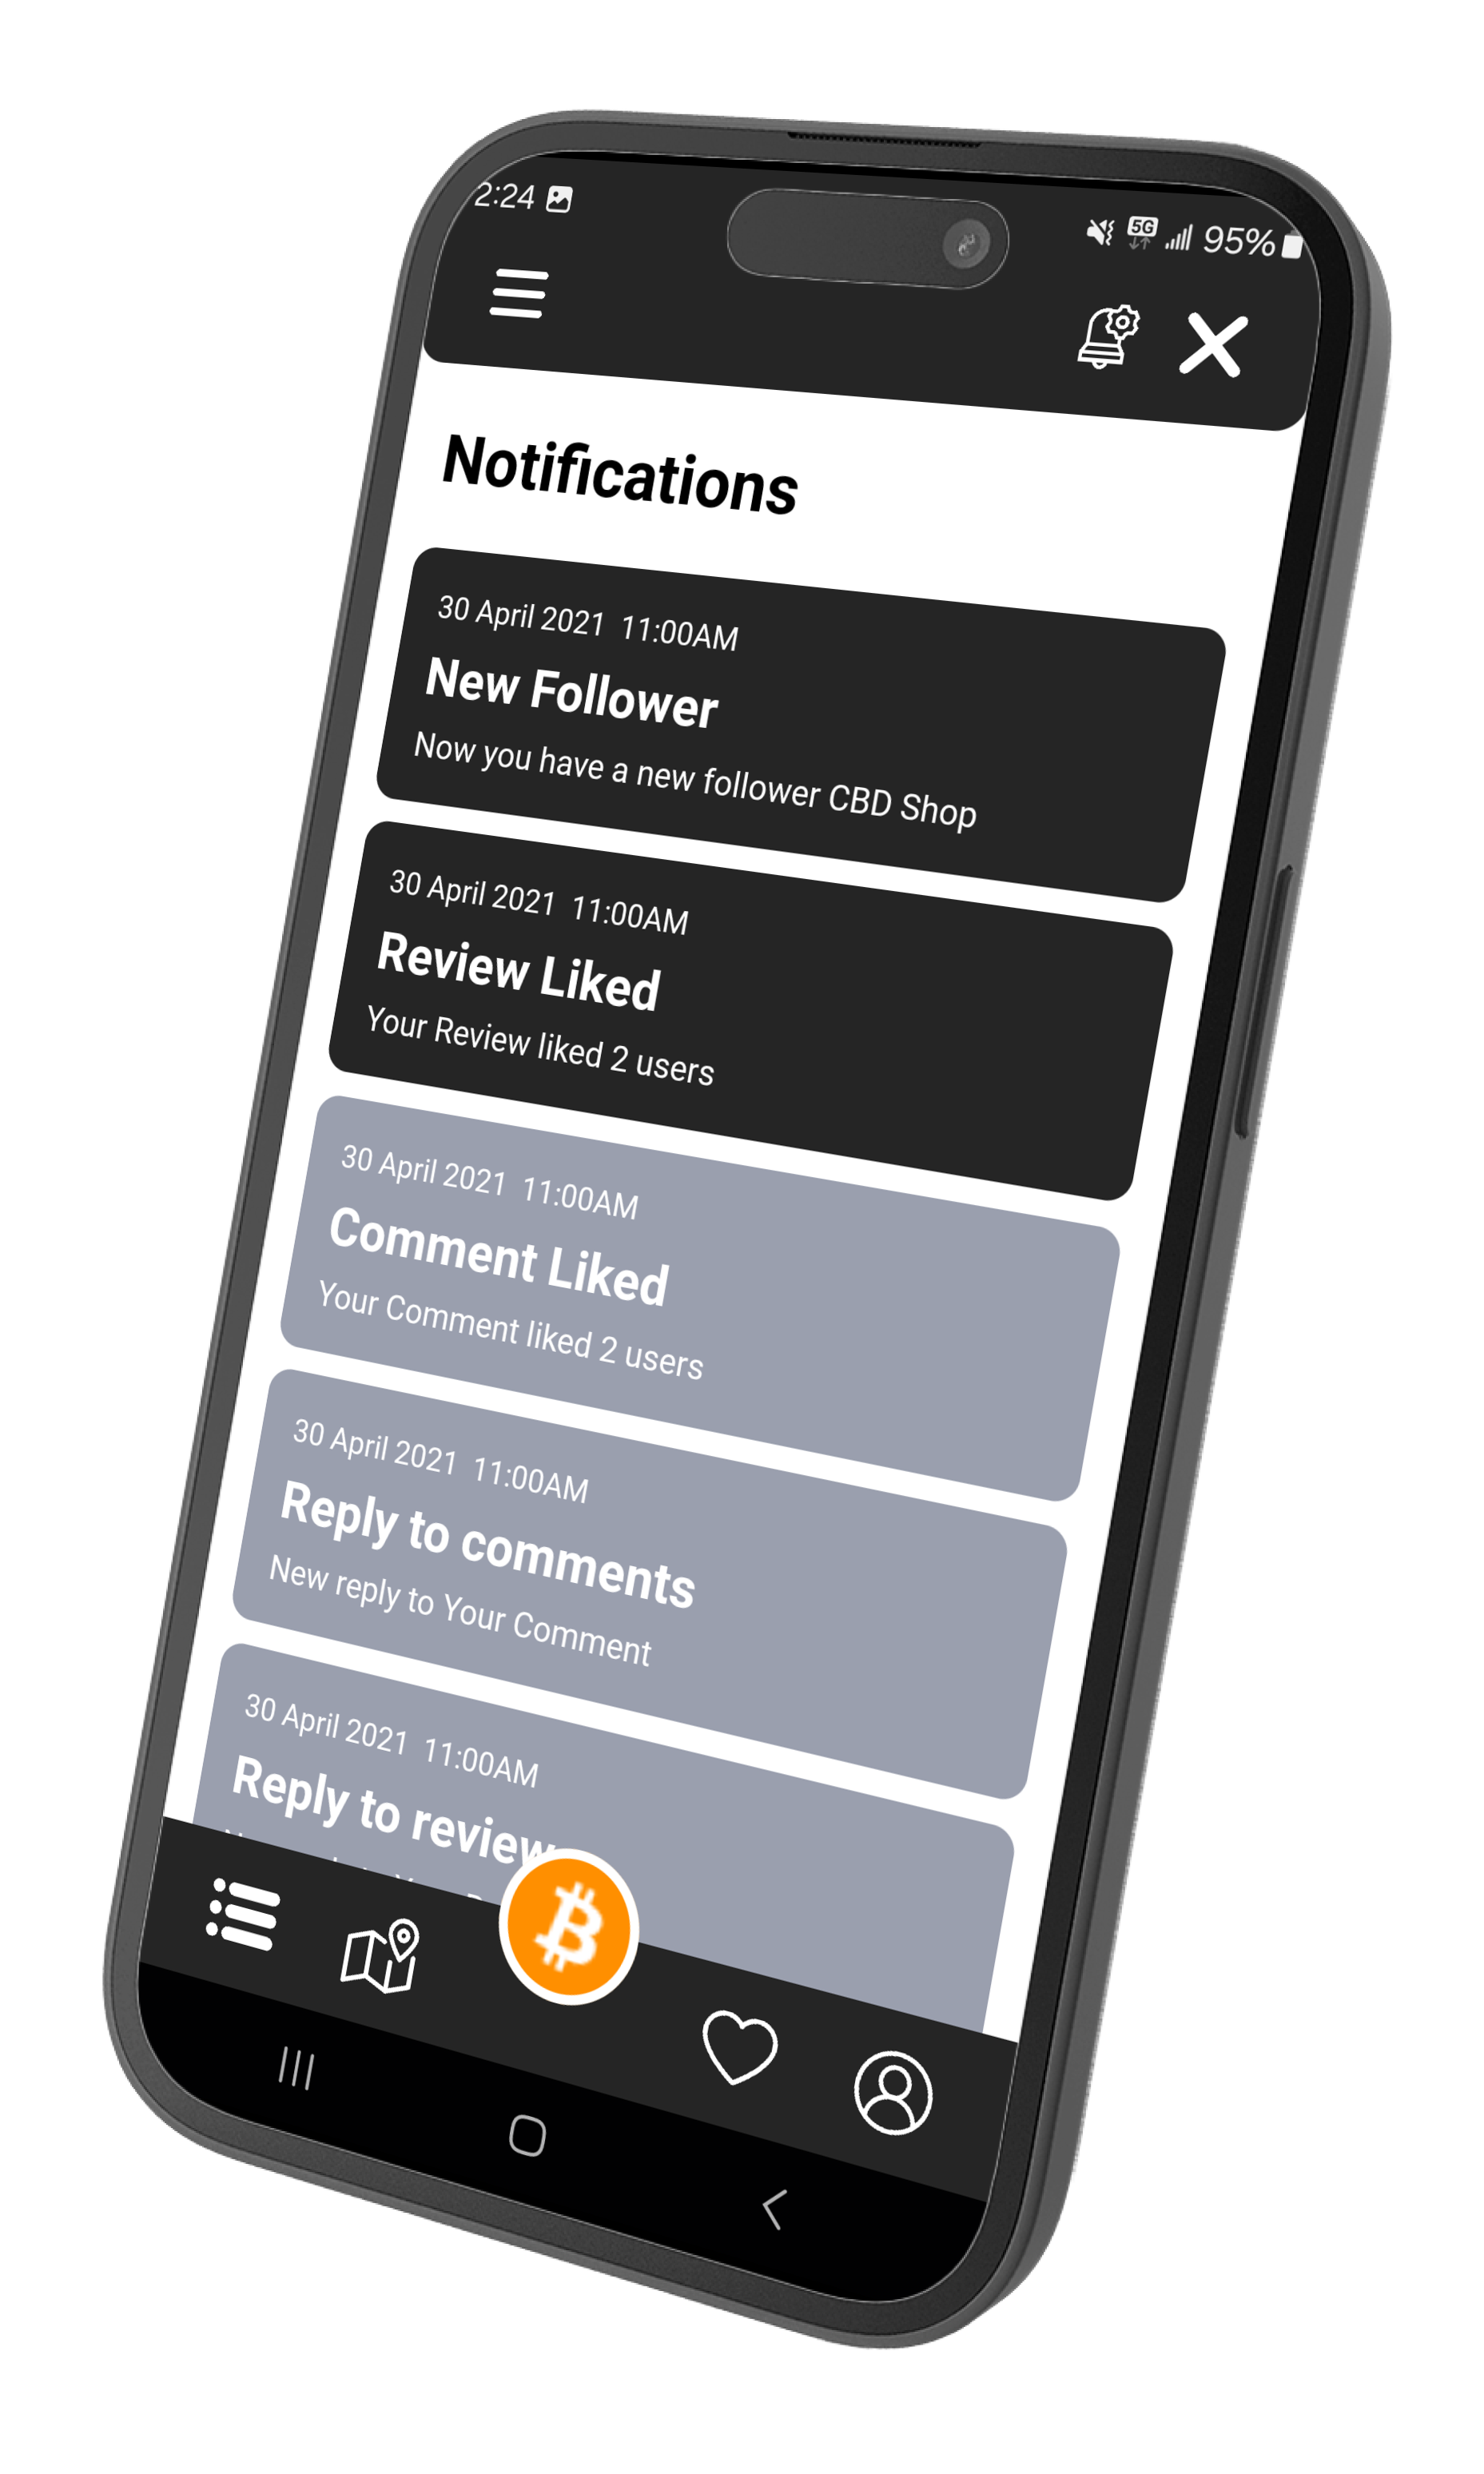 2:24 5G 95%
Notifications
30 April 2021 11:00AM
New Follower
Now you have a new follower CBD Shop
30 April 2021 11:00AM
Review Liked
Your Review liked 2 users
30 April 2021 11:00AM
Comment Liked
Your Comment liked 2 users
30 April 2021 11:00AM
Reply to comments
New reply to Your Comment
30 April 2021 11:00AM
Reply to review